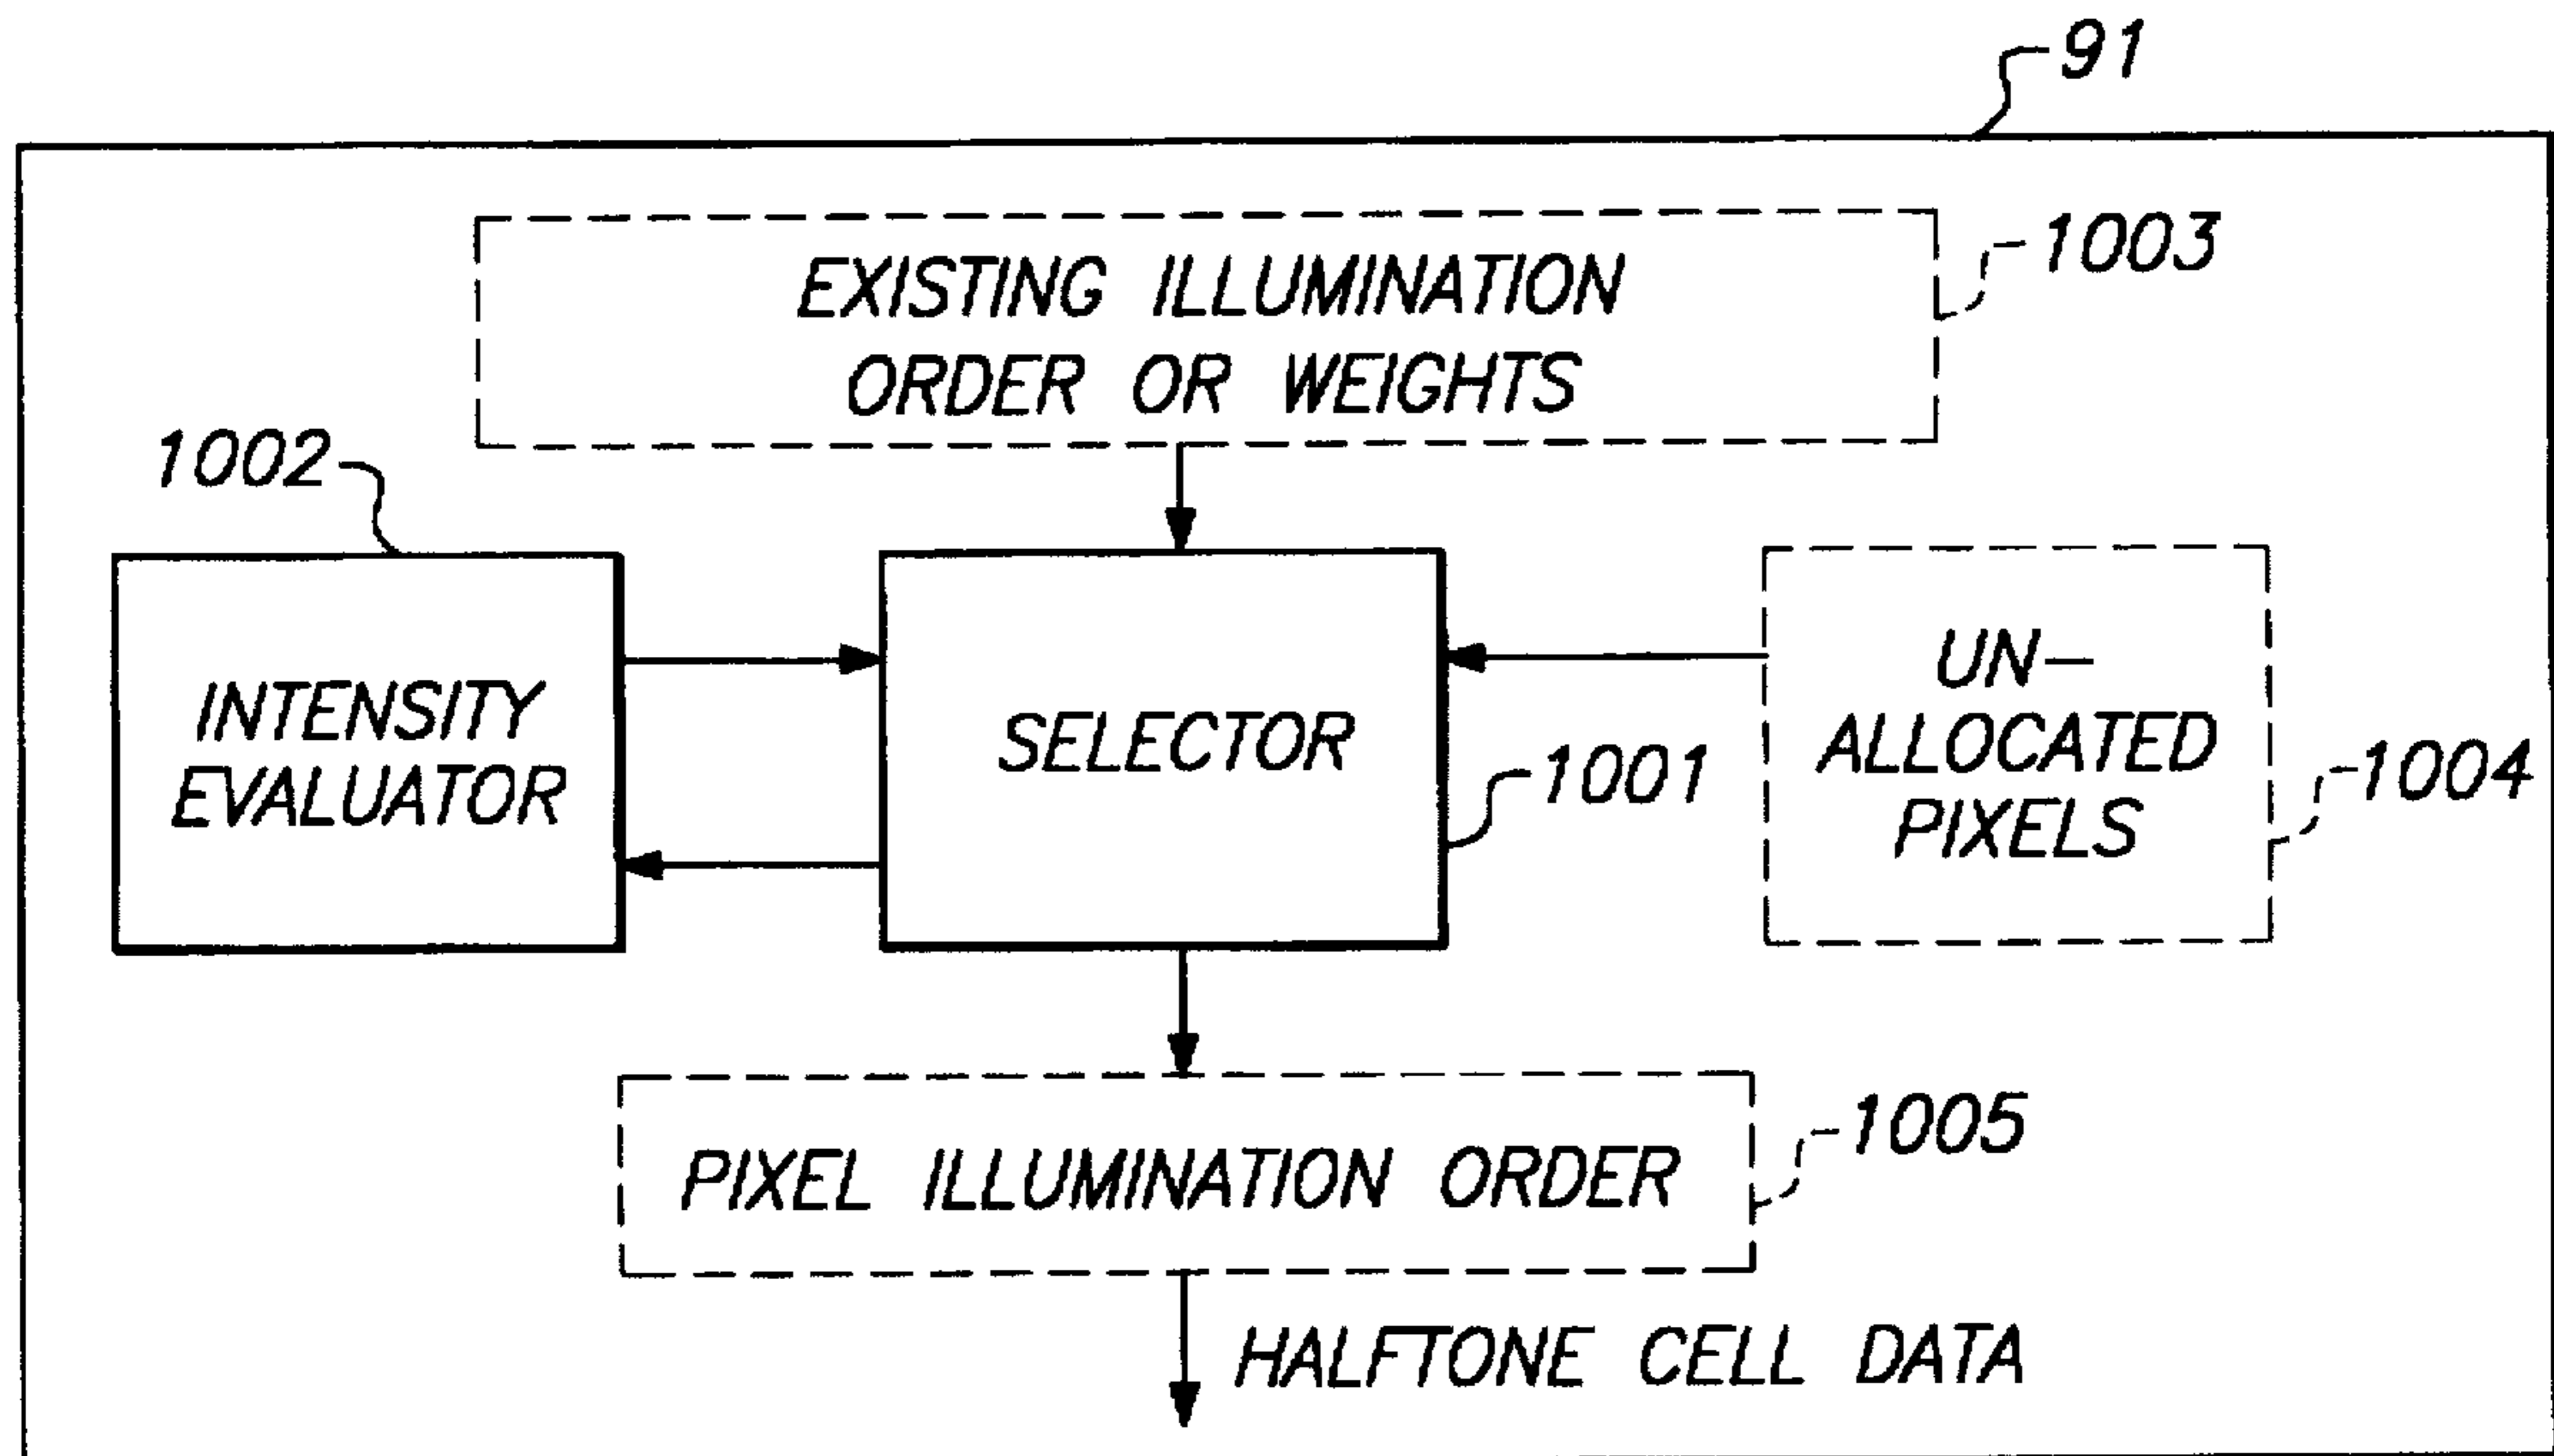 91
EXISTING ILLUMINATION
ORDER OR WEIGHTS
1003
1002
INTENSITY
EVALUATOR
SELECTOR
1001
UN-
ALLOCATED
PIXELS
1004
PIXEL ILLUMINATION ORDER
1005
HALFTONE CELL DATA